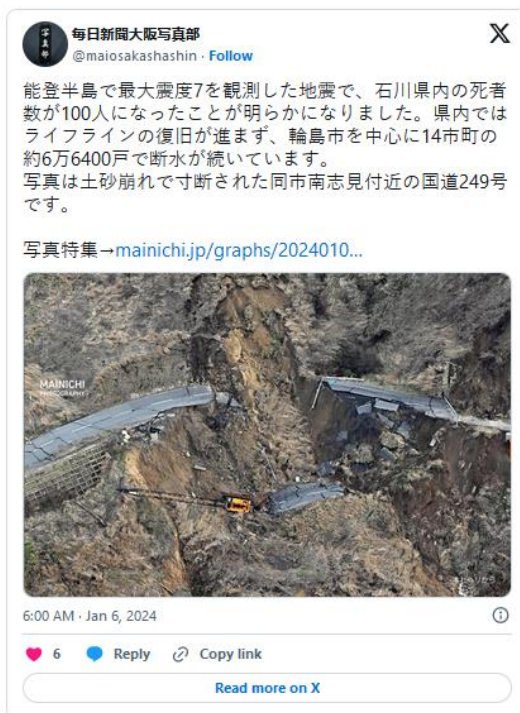 毎日新聞大阪写真部
@maiosakashashin · Follow
能登半島で最大震度7を観測した地震で、石川県内の死者
数が100人になったことが明らかになりました。県内では
ライフラインの復旧が進まず、輪島市を中心に14市町の
約6万6400戸で断水が続いています。
写真は土砂崩れで寸断された同市南志見付近の国道249号
です。
写真特集→mainichi.jp/graphs/2024010...
MAINICHI
PHOTOGRAPHY
6:00 AM · Jan 6, 2024
6 Reply Copy link
Read more on X